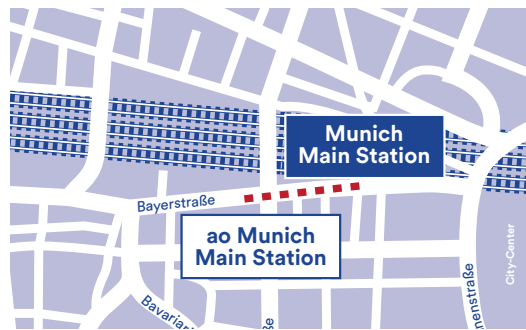 Munich
Main Station
Bayerstraße
ao Munich
Main Station
City-Center